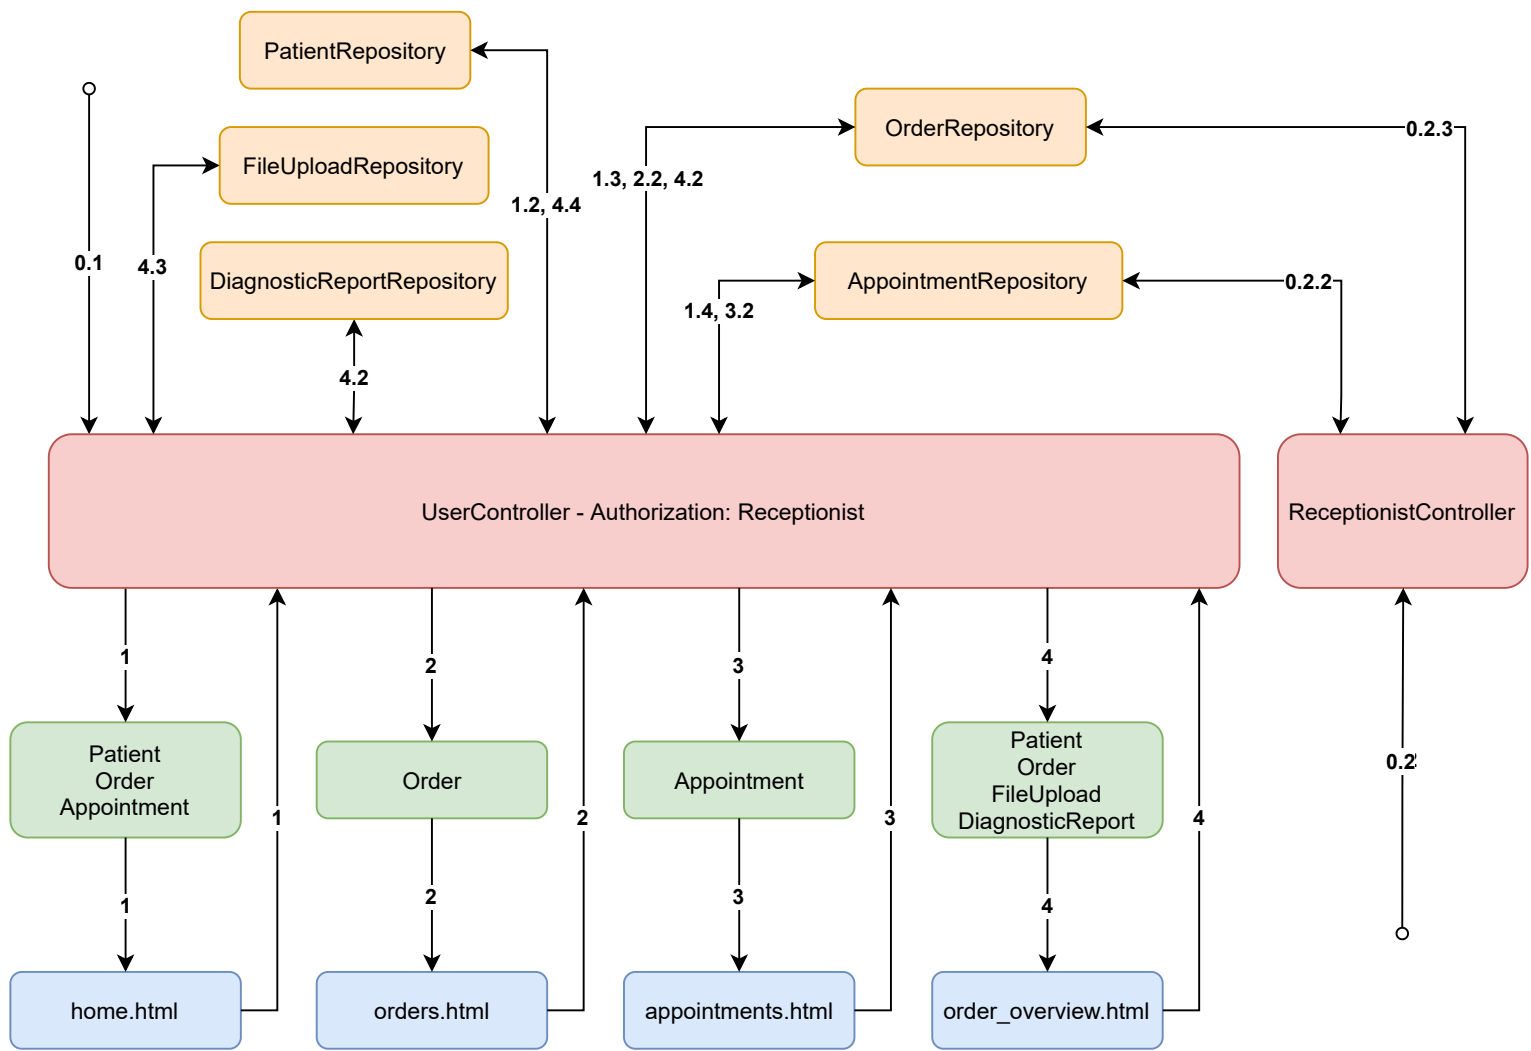 PatientRepository
OrderRepository
0.2.3
FileUploadRepository
1.3, 2.2, 4.2
1.2, 4.4
0.1
4.3
DiagnosticReportRepository
AppointmentRepository
0.2.2
1.4, 3.2
4.2
UserController - Authorization: Receptionist
ReceptionistController
1
2
3
4
Patient
Order
Appointment
Order
Appointment
Patient
Order
FileUpload
DiagnosticReport
0.2
1
2
3
4
1
2
3
4
home.html
orders.html
appointments.html
order_overview.html